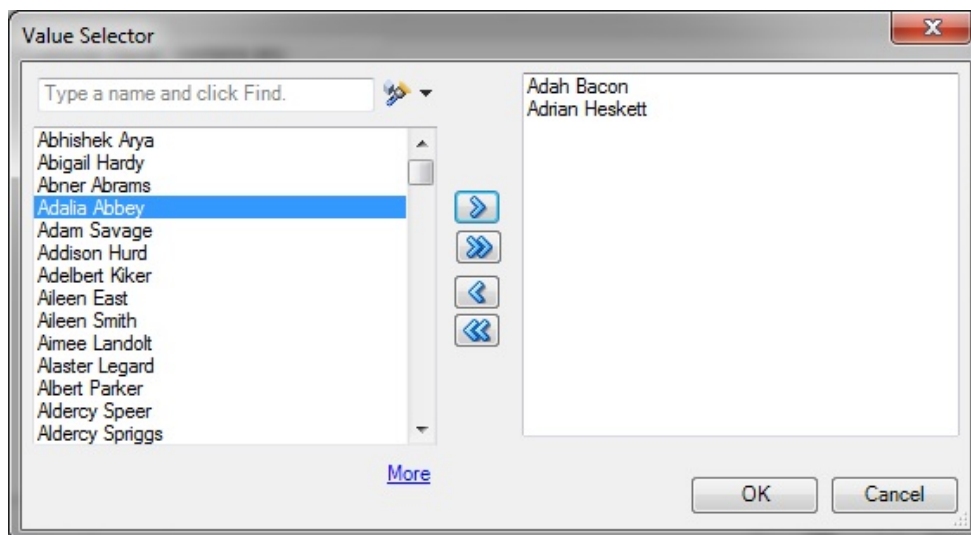 Value Selector
Type a name and click Find.
Abhishek Arya
Abigail Hardy
Abner Abrams
Adalia Abbey
Adam Savage
Addison Hurd
Adelbert Kiker
Aileen East
Aileen Smith
Aimee Landolt
Alaster Legard
Albert Parker
Aldercy Speer
Aldercy Spriggs
More
Adah Bacon
Adrian Heskett
OK
Cancel